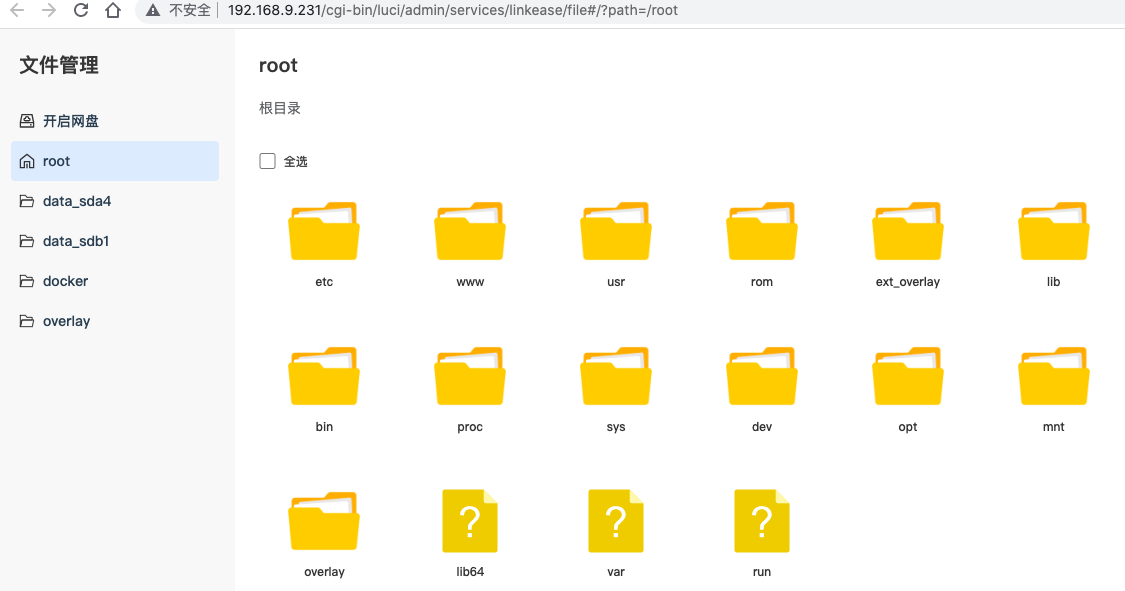 不安全 192.168.9.231/cgi-bin/luci/admin/services/linkease/file#/?path=/root
文件管理
开启网盘
root
data_sda4
data_sdb1
docker
overlay
root
根目录
全选
etc www usr rom ext_overlay lib
bin proc sys dev opt mnt
? ? ?
overlay lib64 var run